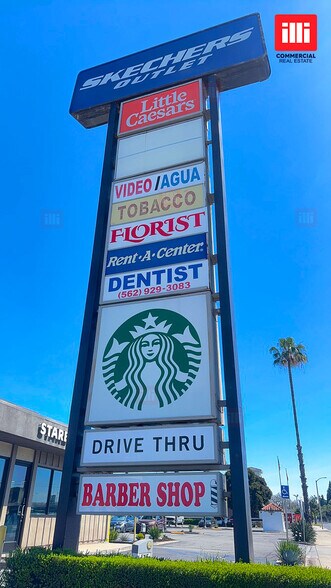 illi
COMMERCIAL
REAL ESTATE
SKECHERS
OUTLET
Little
Caesars
VIDEO/AGUA
TOBACCO
FLORIST
Rent-A-Center
DENTIST
(562) 929-3083
DRIVE THRU
BARBER SHOP